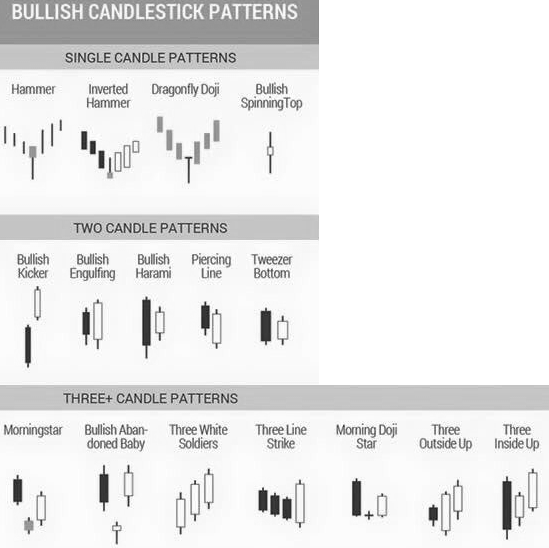 BULLISH CANDLESTICK PATTERNS
SINGLE CANDLE PATTERNS
Hammer
Inverted
Hammer
Dragonfly Doji
Bullish
SpinningTop
TWO CANDLE PATTERNS
Bullish
Kicker
Bullish
Engulfing
Bullish
Harami
Piercing
Line
Tweezer
Bottom
THREE+ CANDLE PATTERNS
Morningstar
Bullish Aban-
doned Baby
Three White
Soldiers
Three Line
Strike
Morning Doji
Star
Three
Outside Up
Three
Inside Up